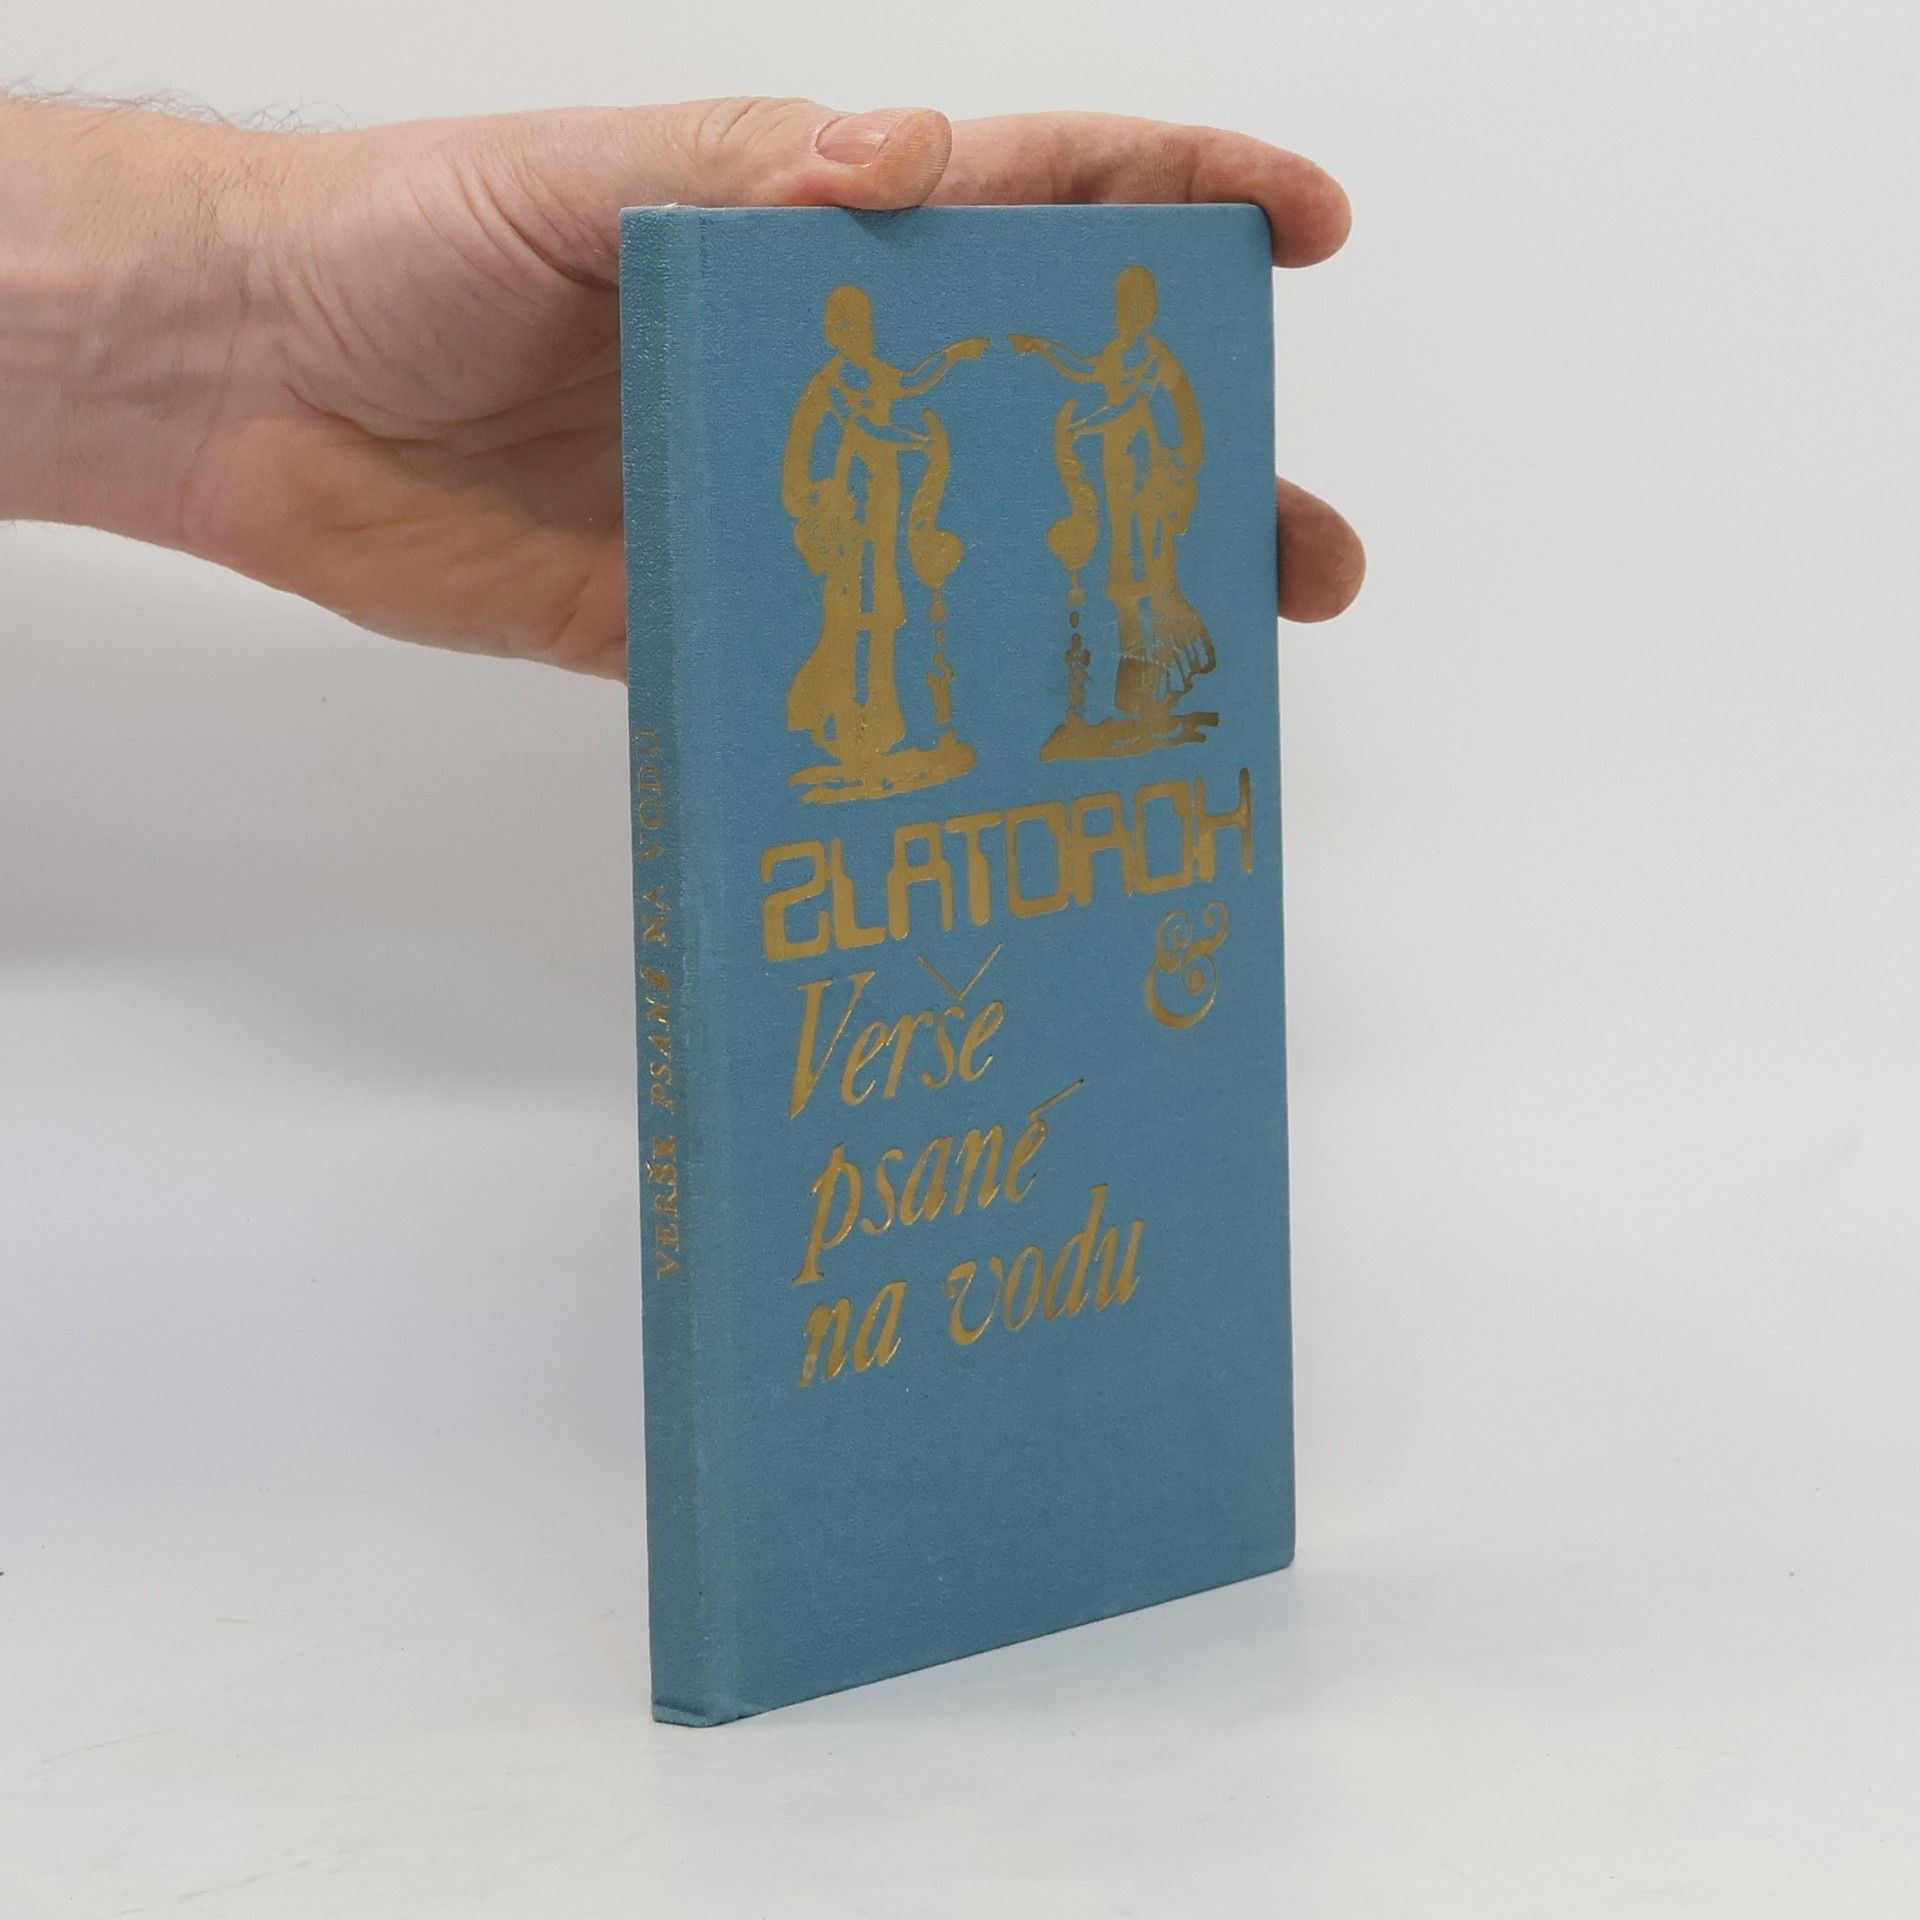 ZLATOROH
&
Verše
psané
na vodu
VERŠE PSANÉ NA VODU